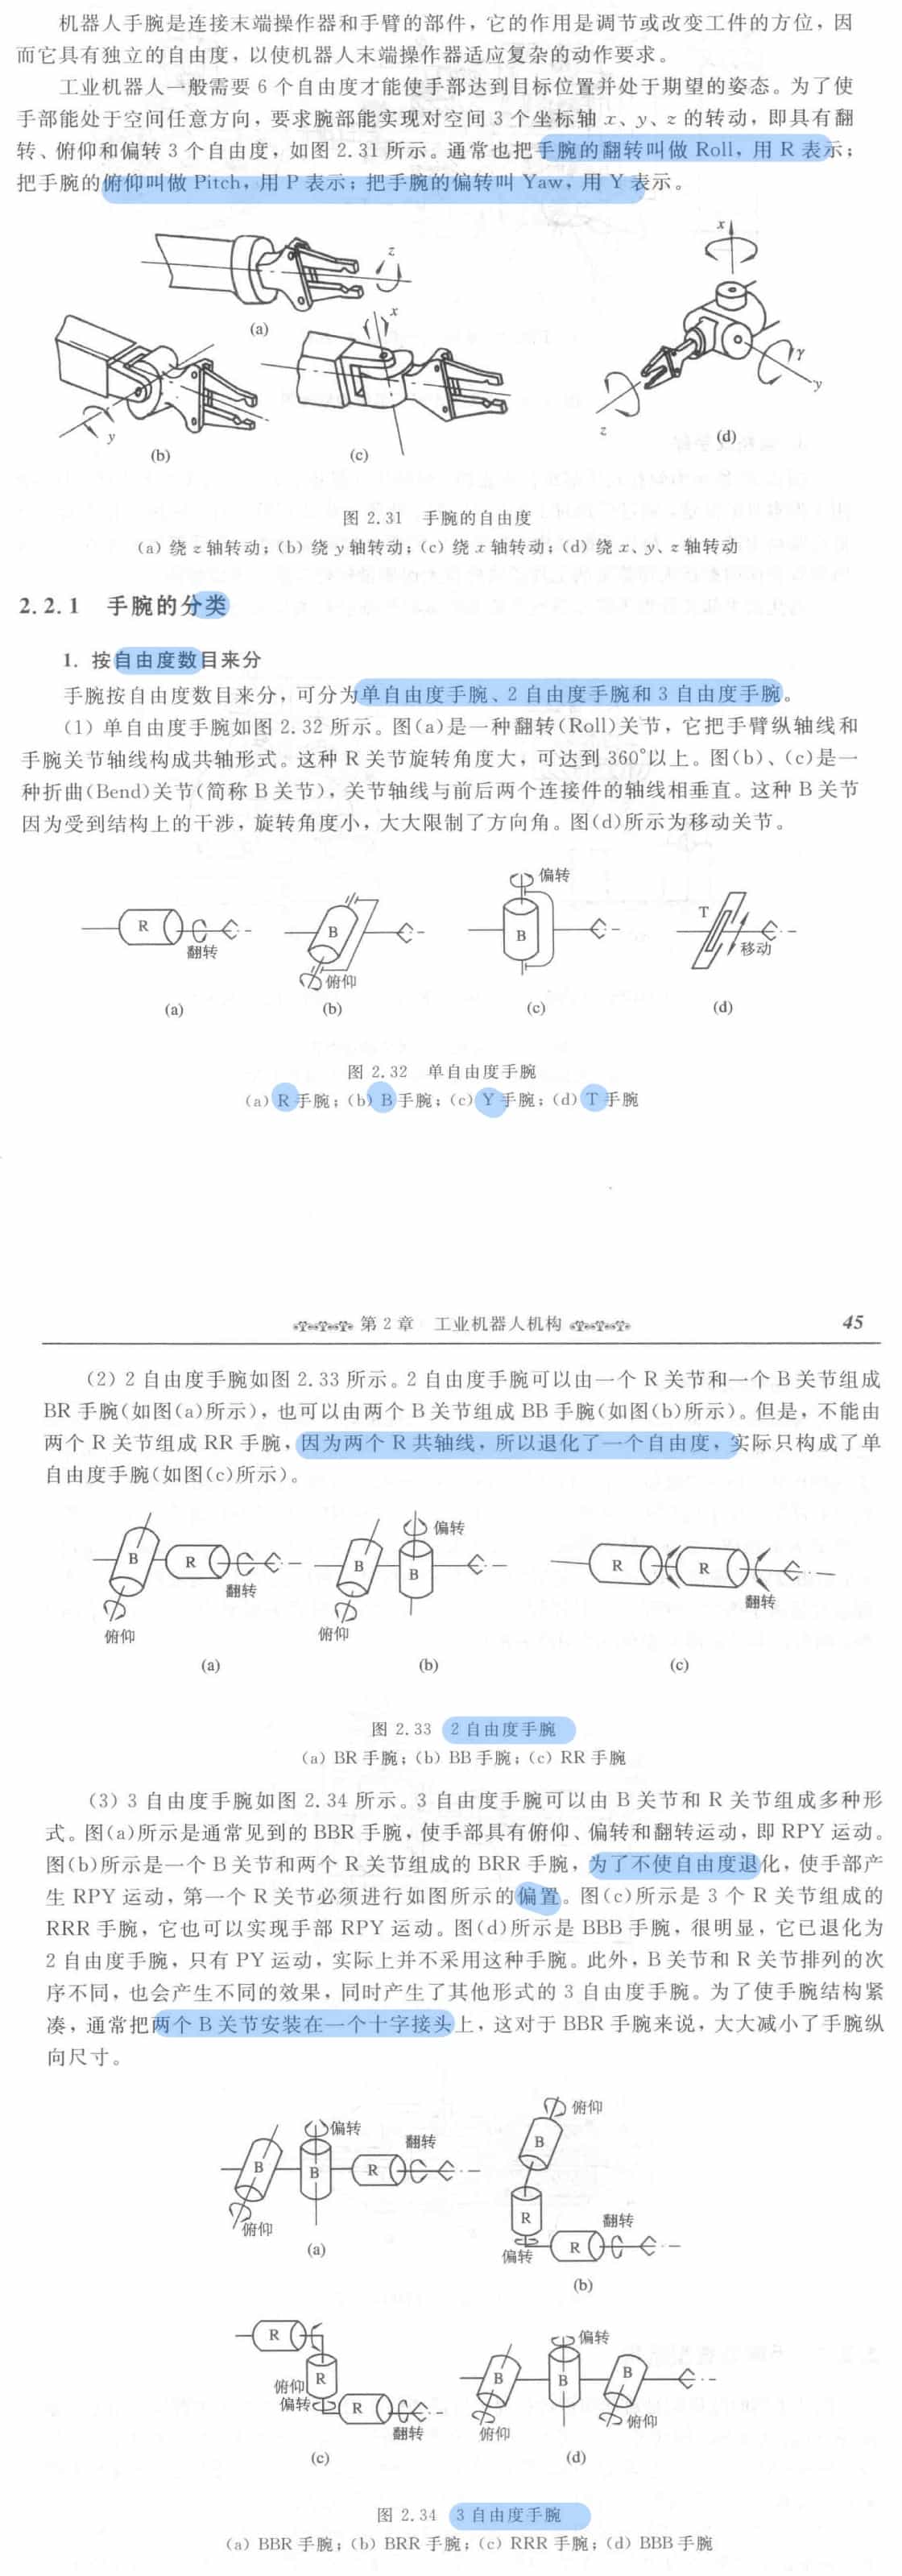 机器人手腕是连接末端操作器和手臂的部件，它的作用是调节或改变工件的方位，因
而它具有独立的自由度，以使机器人末端操作器适应复杂的动作要求。
工业机器人一般需要 6 个自由度才能使手部达到目标位置并处于期望的姿态。为了使
手部能处于空间任意方向，要求腕部能实现对空间 3 个坐标轴 x、y、z 的转动，即具有翻
转、俯仰和偏转 3 个自由度，如图 2.31 所示。通常也把手腕的翻转叫做 Roll，用 R 表示；
把手腕的俯仰叫做 Pitch，用 P 表示；把手腕的偏转叫 Yaw，用 Y 表示。
z
(a)
x
y
(b)
(c)
x
γ
y
z
(d)
图 2.31 手腕的自由度
(a) 绕 z 轴转动；(b) 绕 y 轴转动；(c) 绕 x 轴转动；(d) 绕 x、y、z 轴转动
2.2.1 手腕的分类
1. 按自由度数目来分
手腕按自由度数目来分，可分为单自由度手腕、2 自由度手腕和 3 自由度手腕。
(1) 单自由度手腕如图 2.32 所示。图(a)是一种翻转(Roll)关节，它把手臂纵轴线和
手腕关节轴线构成共轴形式。这种 R 关节旋转角度大，可达到 360°以上。图(b)、(c)是一
种折曲(Bend)关节(简称 B 关节)，关节轴线与前后两个连接件的轴线相垂直。这种 B 关节
因为受到结构上的干涉，旋转角度小，大大限制了方向角。图(d)所示为移动关节。
R
翻转
(a)
B
俯仰
(b)
偏转
B
(c)
T
移动
(d)
图 2.32 单自由度手腕
(a) R 手腕；(b) B 手腕；(c) Y 手腕；(d) T 手腕
第 2 章 工业机器人机构
45
(2) 2 自由度手腕如图 2.33 所示。2 自由度手腕可以由一个 R 关节和一个 B 关节组成
BR 手腕(如图(a)所示)，也可以由两个 B 关节组成 BB 手腕(如图(b)所示)。但是，不能由
两个 R 关节组成 RR 手腕，因为两个 R 共轴线，所以退化了一个自由度，实际只构成了单
自由度手腕(如图(c)所示)。
B
R
翻转
俯仰
(a)
偏转
B
B
俯仰
(b)
R
R
翻转
(c)
图 2.33 2 自由度手腕
(a) BR 手腕；(b) BB 手腕；(c) RR 手腕
(3) 3 自由度手腕如图 2.34 所示。3 自由度手腕可以由 B 关节和 R 关节组成多种形
式。图(a)所示是通常见到的 BBR 手腕，使手部具有俯仰、偏转和翻转运动，即 RPY 运动。
图(b)所示是一个 B 关节和两个 R 关节组成的 BRR 手腕，为了不使自由度退化，使手部产
生 RPY 运动，第一个 R 关节必须进行如图所示的偏置。图(c)所示是 3 个 R 关节组成的
RRR 手腕，它也可以实现手部 RPY 运动。图(d)所示是 BBB 手腕，很明显，它已退化为
2 自由度手腕，只有 PY 运动，实际上并不采用这种手腕。此外，B 关节和 R 关节排列的次
序不同，也会产生不同的效果，同时产生了其他形式的 3 自由度手腕。为了使手腕结构紧
凑，通常把两个 B 关节安装在一个十字接头上，这对于 BBR 手腕来说，大大减小了手腕纵
向尺寸。
偏转
翻转
B
B
R
俯仰
(a)
俯仰
B
R
翻转
偏转
R
(b)
R
R
俯仰
偏转
R
翻转
(c)
偏转
B
B
B
俯仰
俯仰
(d)
图 2.34 3 自由度手腕
(a) BBR 手腕；(b) BRR 手腕；(c) RRR 手腕；(d) BBB 手腕